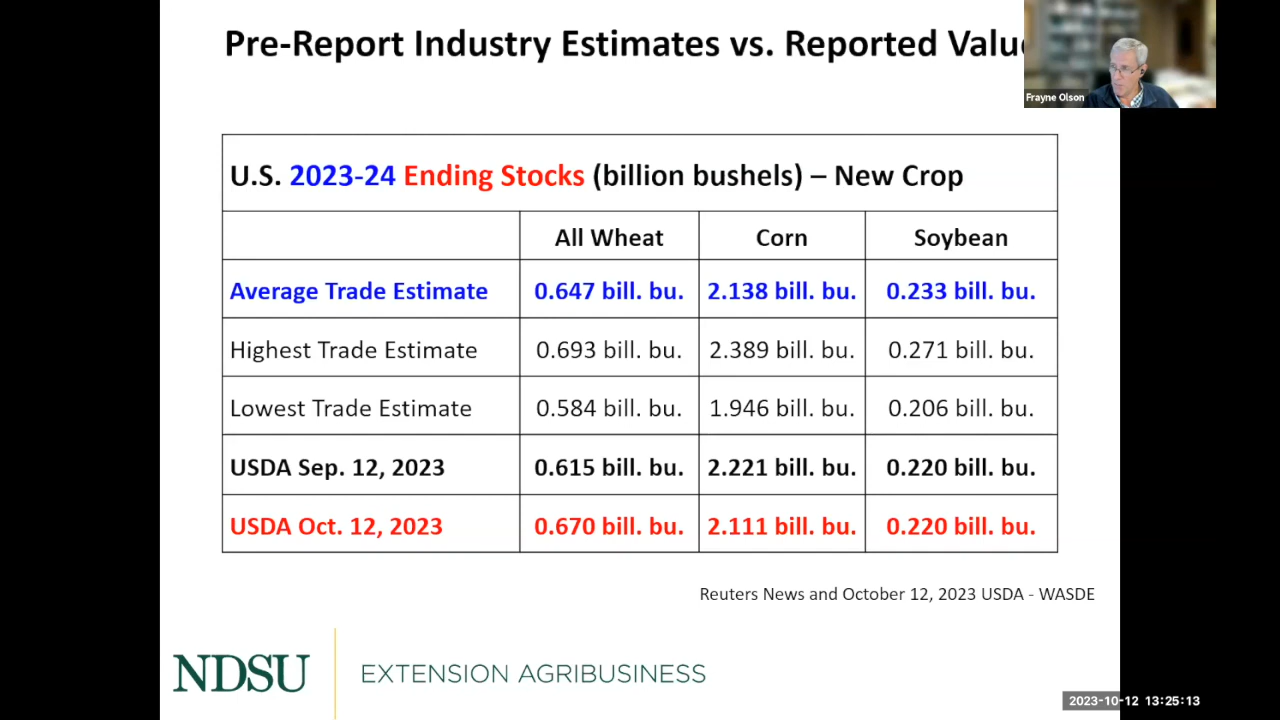 Pre-Report Industry Estimates vs. Reported Valu
Frayne Olson
U.S. 2023-24 Ending Stocks (billion bushels) – New Crop
All Wheat Corn Soybean
Average Trade Estimate 0.647 bill. bu. 2.138 bill. bu. 0.233 bill. bu.
Highest Trade Estimate 0.693 bill. bu. 2.389 bill. bu. 0.271 bill. bu.
Lowest Trade Estimate 0.584 bill. bu. 1.946 bill. bu. 0.206 bill. bu.
USDA Sep. 12, 2023 0.615 bill. bu. 2.221 bill. bu. 0.220 bill. bu.
USDA Oct. 12, 2023 0.670 bill. bu. 2.111 bill. bu. 0.220 bill. bu.
Reuters News and October 12, 2023 USDA - WASDE
NDSU EXTENSION AGRIBUSINESS
2023-10-12 13:25:13